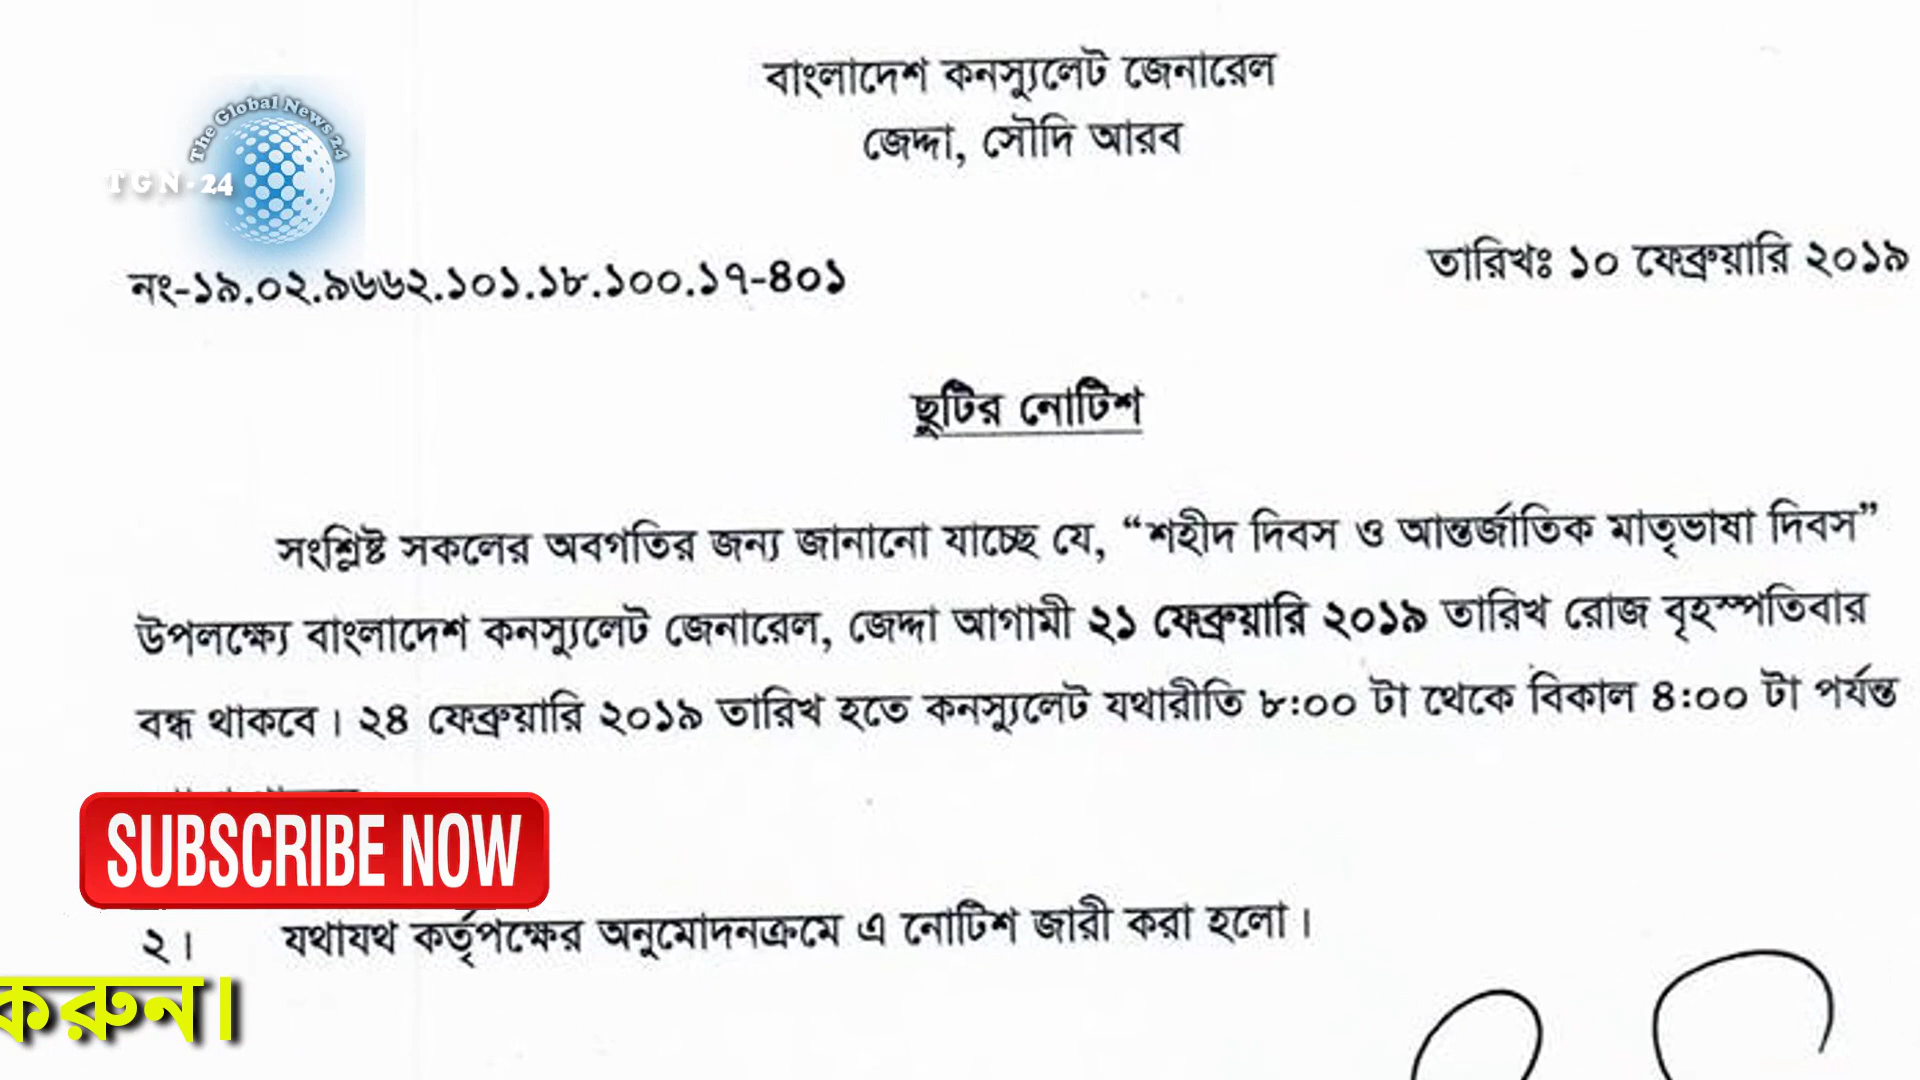 বাংলাদেশ কনস্যুলেট জেনারেল
জেদ্দা, সৌদি আরব
The Global News 24
TGN-24
নং-১৯.০২.৯৬৬২.১০১.১৮.১০০.১৭-৪০১
তারিখঃ ১০ ফেব্রুয়ারি ২০১৯
ছুটির নোটিশ
সংশ্লিষ্ট সকলের অবগতির জন্য জানানো যাচ্ছে যে, “শহীদ দিবস ও আন্তর্জাতিক মাতৃভাষা দিবস”
উপলক্ষ্যে বাংলাদেশ কনস্যুলেট জেনারেল, জেদ্দা আগামী ২১ ফেব্রুয়ারি ২০১৯ তারিখ রোজ বৃহস্পতিবার
বন্ধ থাকবে। ২৪ ফেব্রুয়ারি ২০১৯ তারিখ হতে কনস্যুলেট যথারীতি ৮:০০ টা থেকে বিকাল ৪:০০ টা পর্যন্ত
SUBSCRIBE NOW
২। যথাযথ কর্তৃপক্ষের অনুমোদনক্রমে এ নোটিশ জারী করা হলো।
করুন।